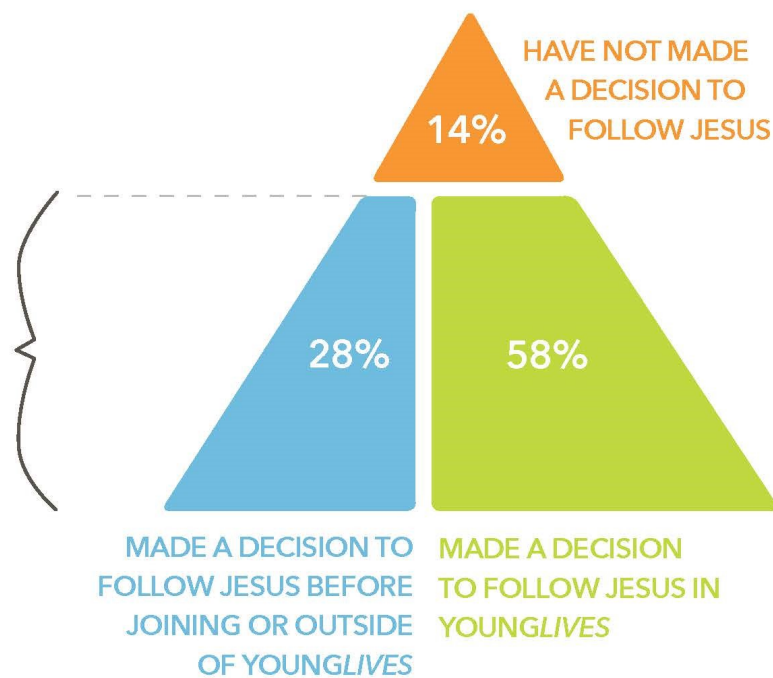 HAVE NOT MADE
A DECISION TO
FOLLOW JESUS
14%
28%
58%
MADE A DECISION TO
FOLLOW JESUS BEFORE
JOINING OR OUTSIDE
OF YOUNGLIVES
MADE A DECISION
TO FOLLOW JESUS IN
YOUNGLIVES